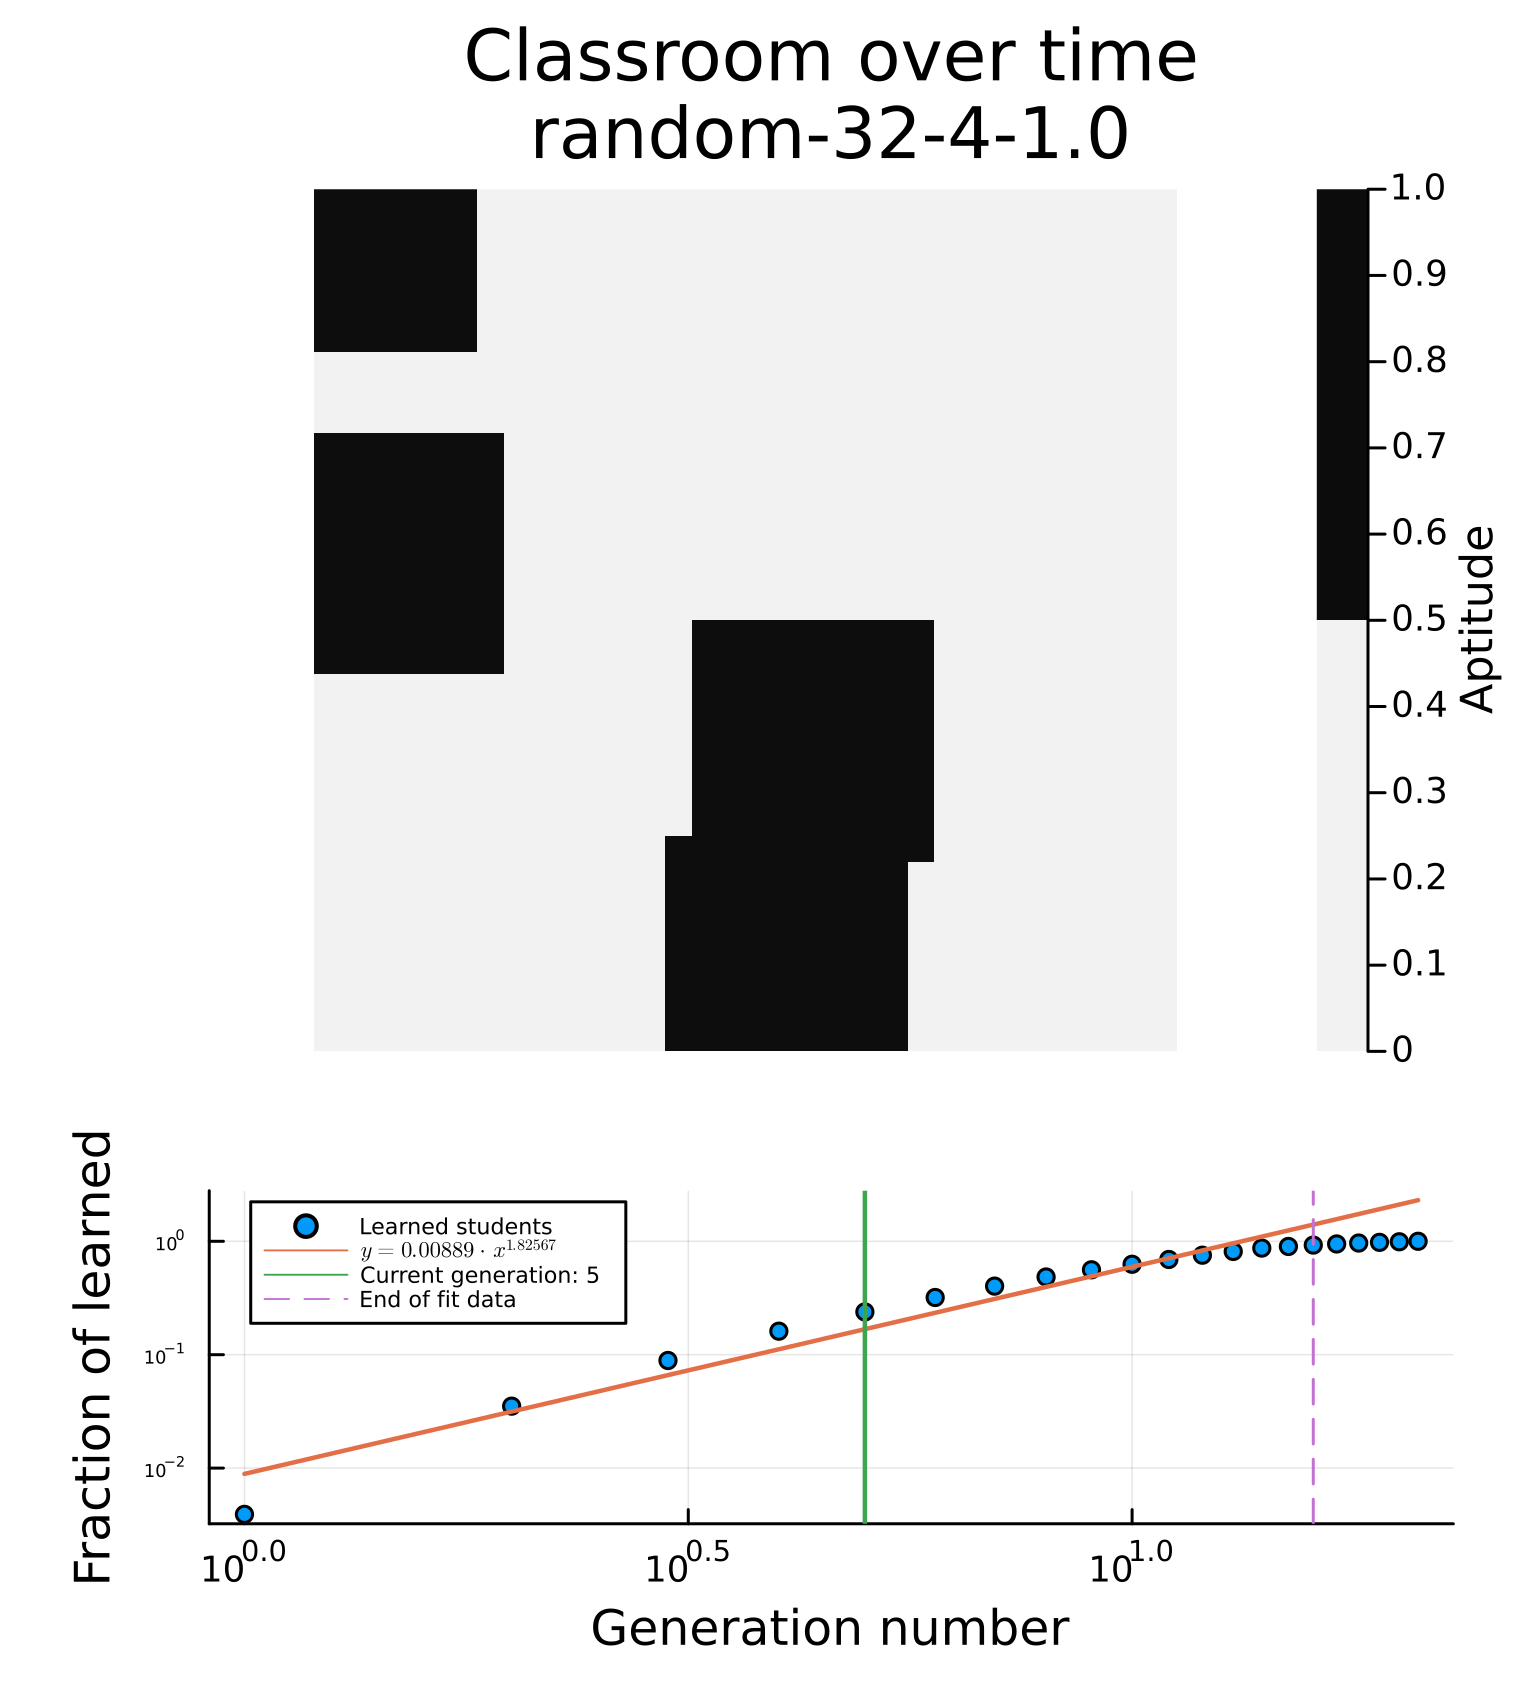 Classroom over time
random-32-4-1.0
1.0
0.9
0.8
0.7
0.6
0.5
0.4
0.3
0.2
0.1
0
Aptitude
Fraction of learned
10⁰
10⁻¹
10⁻²
Learned students
y = 0.00889 · x^1.82567
Current generation: 5
End of fit data
10^0.0
10^0.5
10^1.0
Generation number